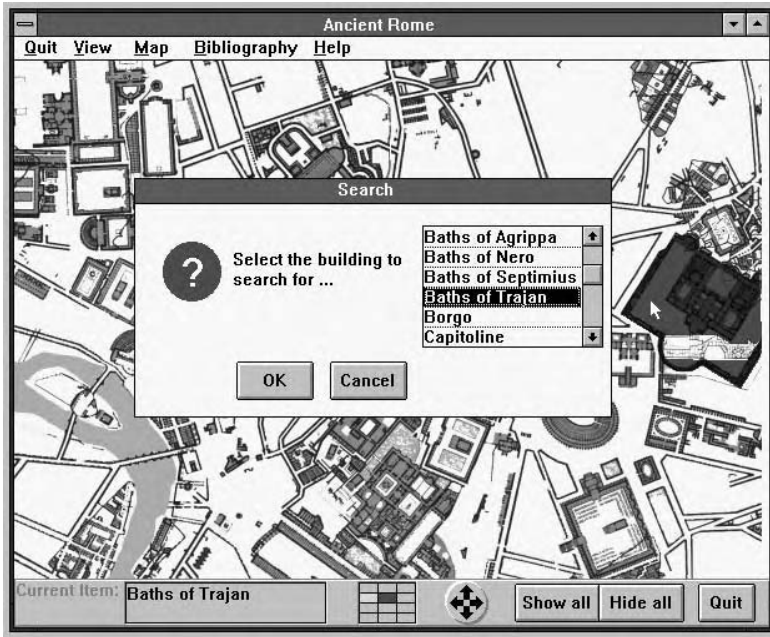 Ancient Rome
Quit View Map Bibliography Help
Search
?
Select the building to
search for ...
Baths of Agrippa
Baths of Nero
Baths of Septimius
Baths of Trajan
Borgo
Capitoline
OK Cancel
Current Item: Baths of Trajan
Show all Hide all Quit